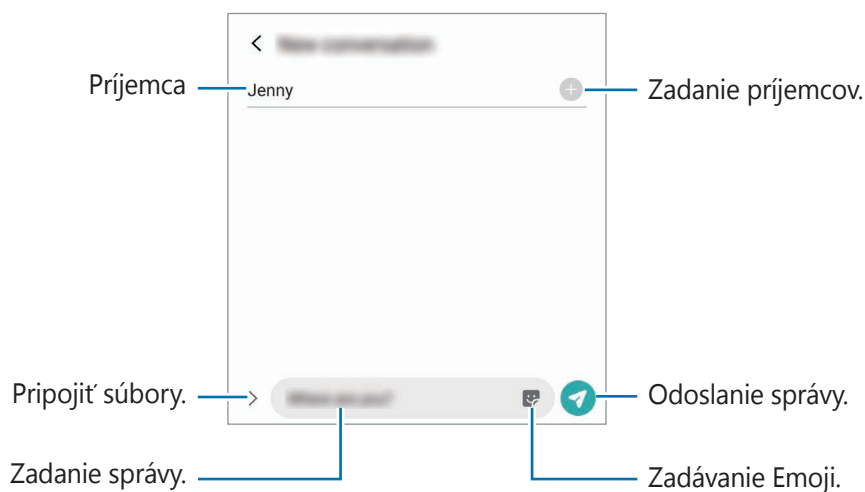 Príjemca
Jenny
Zadanie príjemcov.
Pripojiť súbory.
Odoslanie správy.
Zadanie správy.
Zadávanie Emoji.